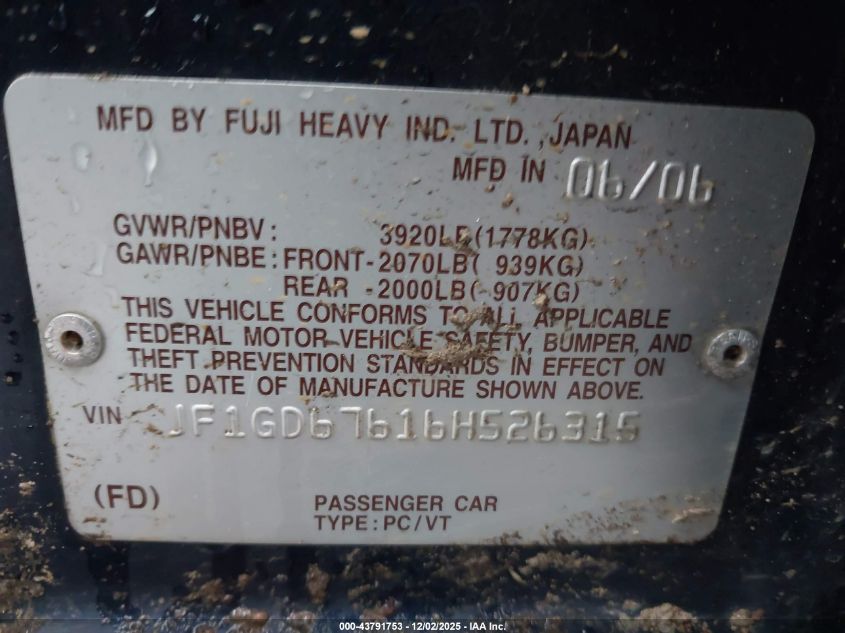 MFD BY FUJI HEAVY IND. LTD. ,JAPAN
MFD IN 06/06
GVWR/PNBV: 3920LB(1778KG)
GAWR/PNBE: FRONT-2070LB( 939KG)
REAR -2000LB( 907KG)
THIS VEHICLE CONFORMS TO ALL APPLICABLE
FEDERAL MOTOR VEHICLE SAFETY, BUMPER, AND
THEFT PREVENTION STANDARDS IN EFFECT ON
THE DATE OF MANUFACTURE SHOWN ABOVE.
VIN JF1GD67616H526315
(FD) PASSENGER CAR
TYPE: PC/VT
000-43791753 - 12/02/2025 - IAA Inc.